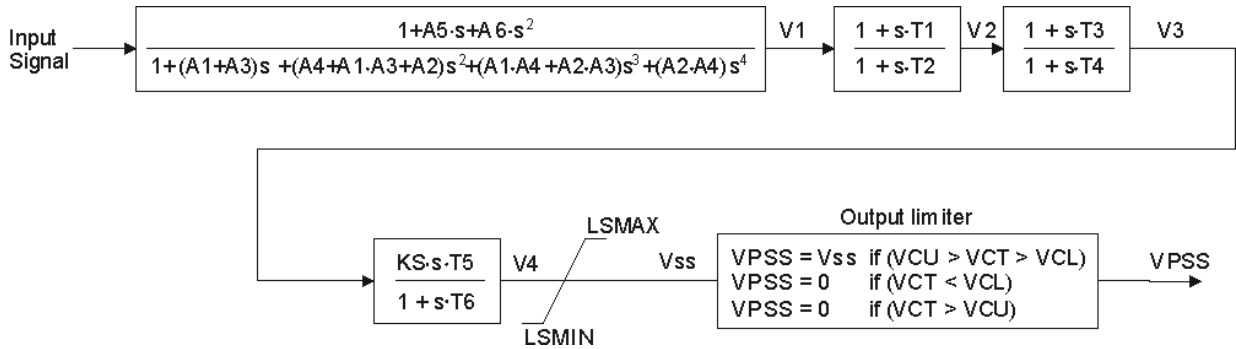 Input
Signal
1+A5·s+A6·s²
1+(A1+A3)s +(A4+A1·A3+A2)s²+(A1·A4+A2·A3)s³+(A2·A4)s⁴
V1
1 + s·T1
1 + s·T2
V2
1 + s·T3
1 + s·T4
V3
KS·s·T5
1 + s·T6
V4
LSMAX
LSMIN
Vss
Output limiter
VPSS = Vss if (VCU > VCT > VCL)
VPSS = 0 if (VCT < VCL)
VPSS = 0 if (VCT > VCU)
VPSS